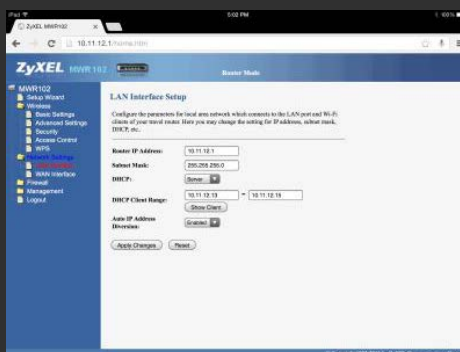 iPad
5:02 PM
ZyXEL MWR102
10.11.12.1/home.htm
ZyXEL MWR102
Router Mode
MWR102
Setup Wizard
Wireless
Basic Settings
Advanced Settings
Security
Access Control
WPS
Network Settings
LAN Interface
WAN Interface
Firewall
Management
Logout
LAN Interface Setup
Configure the parameters for local area network which connects to the LAN port and Wi-Fi
clients of your travel router. Here you may change the setting for IP address, subnet mask,
DHCP, etc..
Router IP Address: 10.11.12.1
Subnet Mask: 255.255.255.0
DHCP: Server
DHCP Client Range: 10.11.12.13 - 10.11.12.15
Show Client
Auto IP Address
Diversion: Enabled
Apply Changes
Reset